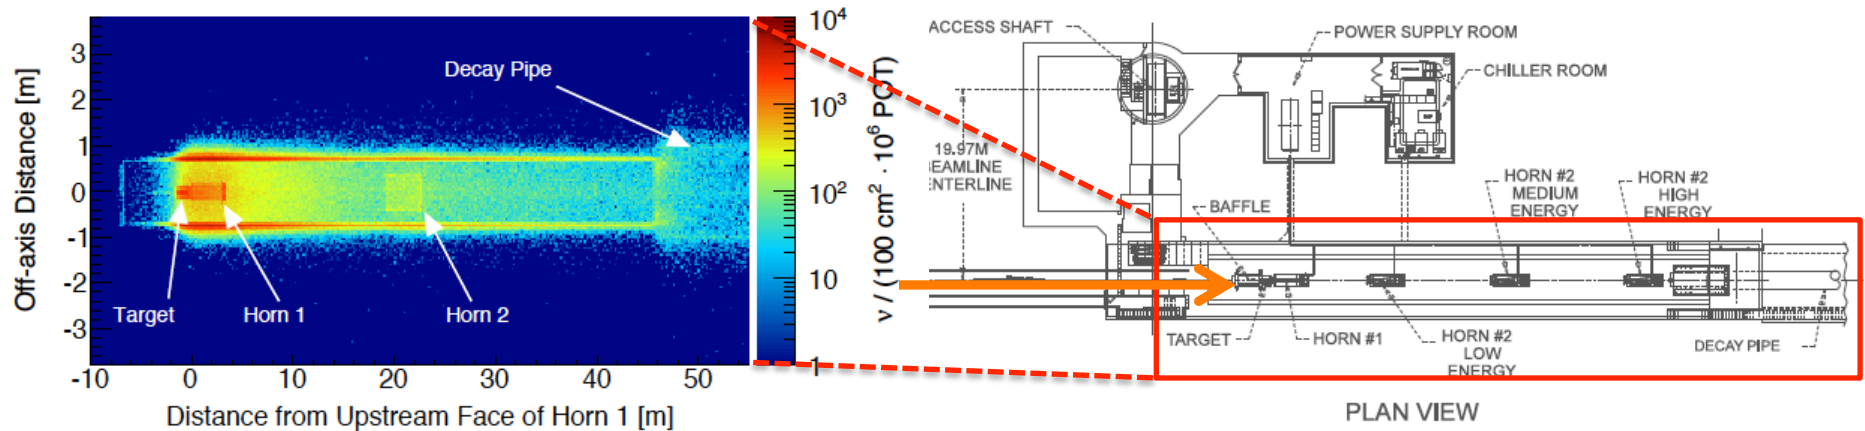 3
2
1
0
-1
-2
-3
Off-axis Distance [m]
Decay Pipe
Target
Horn 1
Horn 2
-10
0
10
20
30
40
50
Distance from Upstream Face of Horn 1 [m]
10⁴
10³
10²
10
1
ν / (100 cm² · 10⁶ POT)
ACCESS SHAFT
POWER SUPPLY ROOM
CHILLER ROOM
19.97M
BEAMLINE
CENTERLINE
BAFFLE
HORN #2
MEDIUM
ENERGY
HORN #2
HIGH
ENERGY
TARGET
HORN #1
HORN #2
LOW
ENERGY
DECAY PIPE
PLAN VIEW